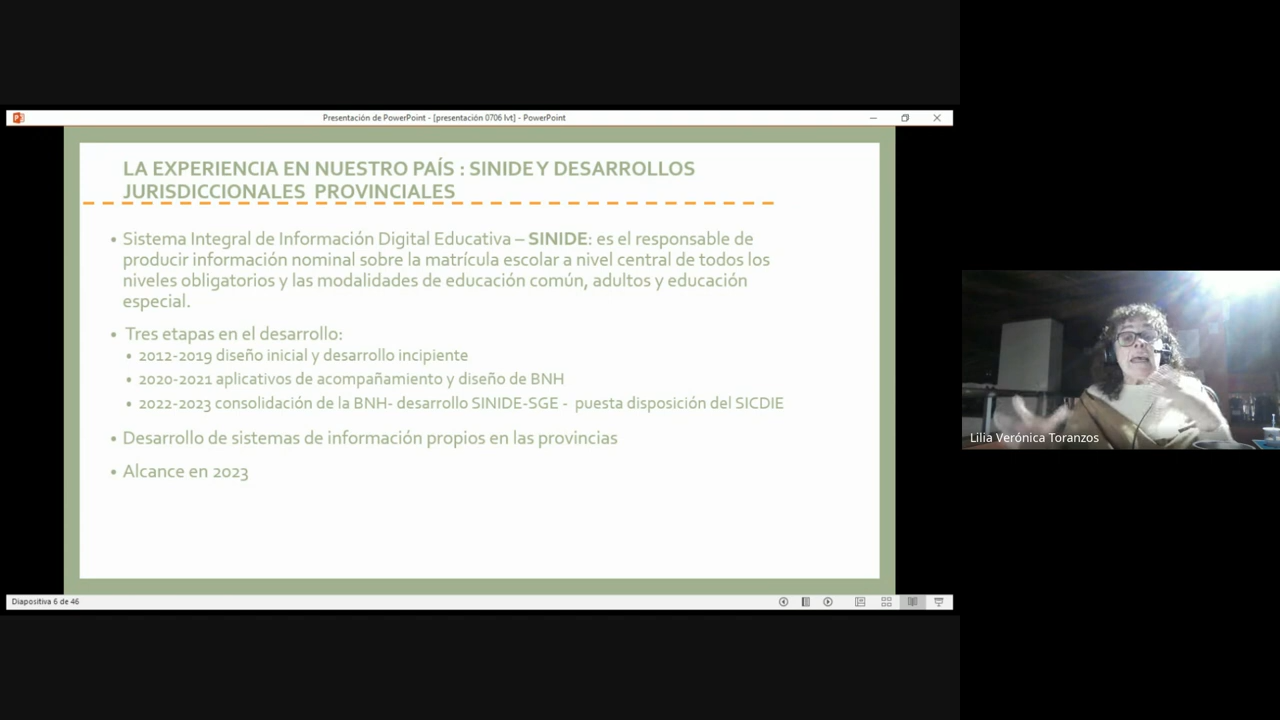 Presentación de PowerPoint - [presentación 0706 lvt] - PowerPoint
LA EXPERIENCIA EN NUESTRO PAÍS : SINIDE Y DESARROLLOS
JURISDICCIONALES PROVINCIALES
• Sistema Integral de Información Digital Educativa – SINIDE: es el responsable de
producir información nominal sobre la matrícula escolar a nivel central de todos los
niveles obligatorios y las modalidades de educación común, adultos y educación
especial.
• Tres etapas en el desarrollo:
• 2012-2019 diseño inicial y desarrollo incipiente
• 2020-2021 aplicativos de acompañamiento y diseño de BNH
• 2022-2023 consolidación de la BNH- desarrollo SINIDE-SGE - puesta disposición del SICDIE
• Desarrollo de sistemas de información propios en las provincias
• Alcance en 2023
Diapositiva 6 de 46
Lilia Verónica Toranzos